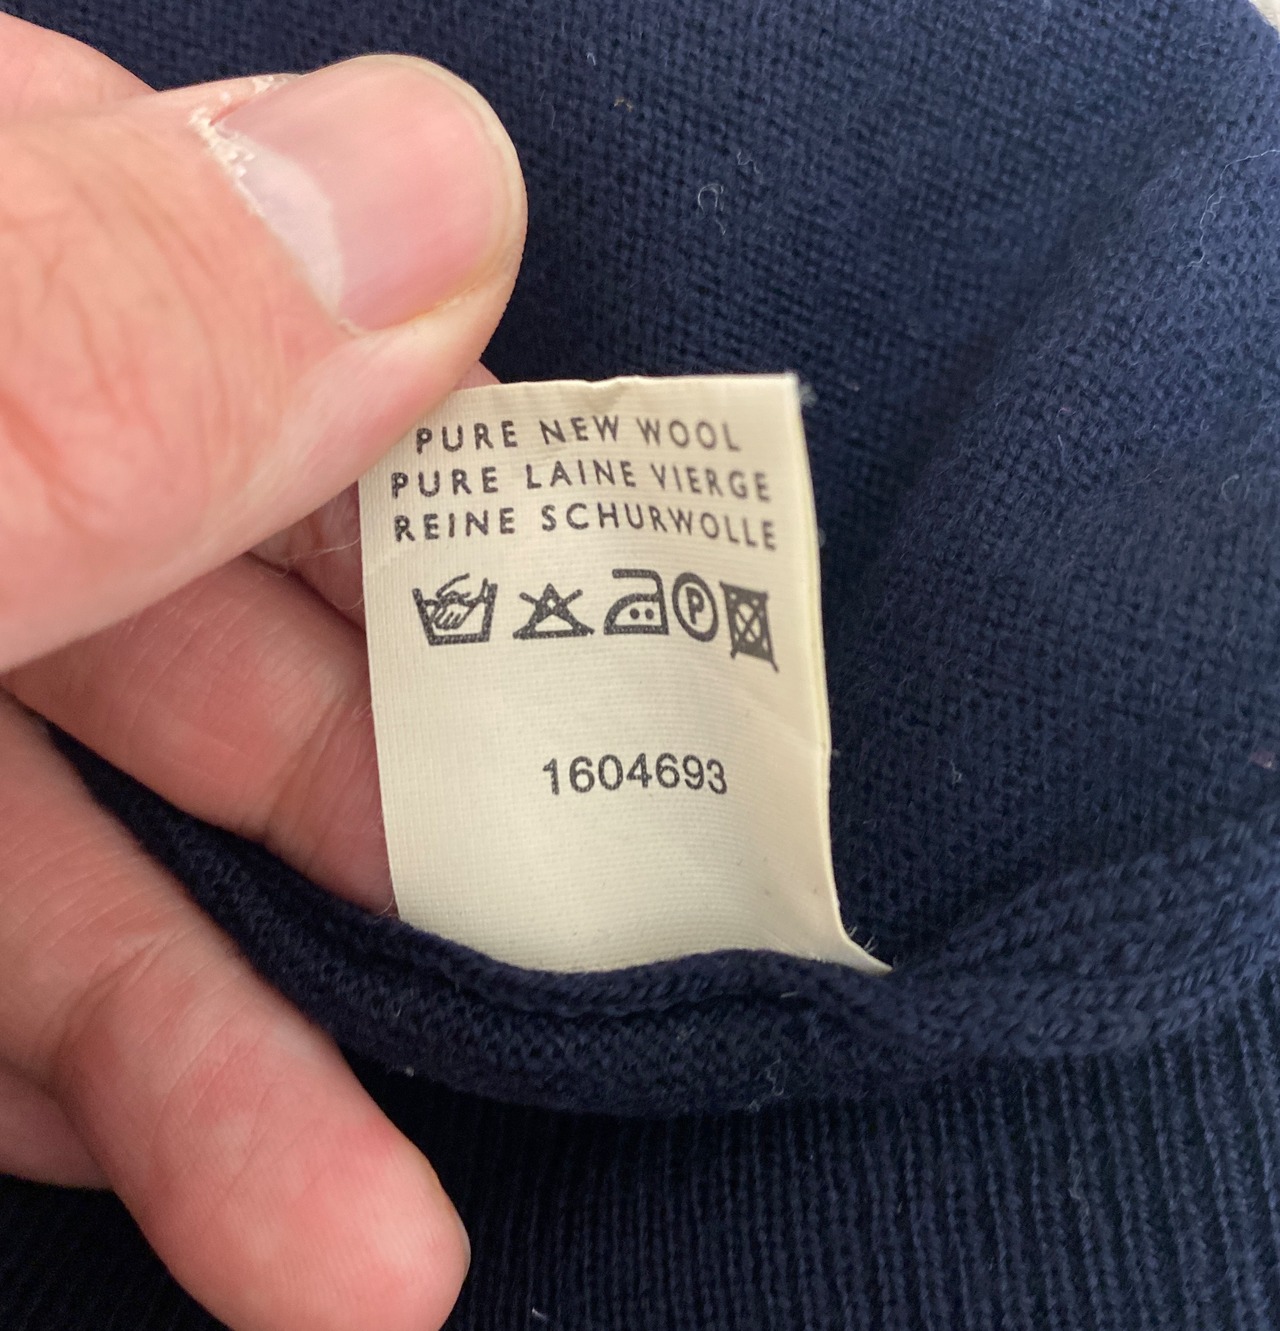 PURE NEW WOOL
PURE LAINE VIERGE
REINE SCHURWOLLE
P
1604693